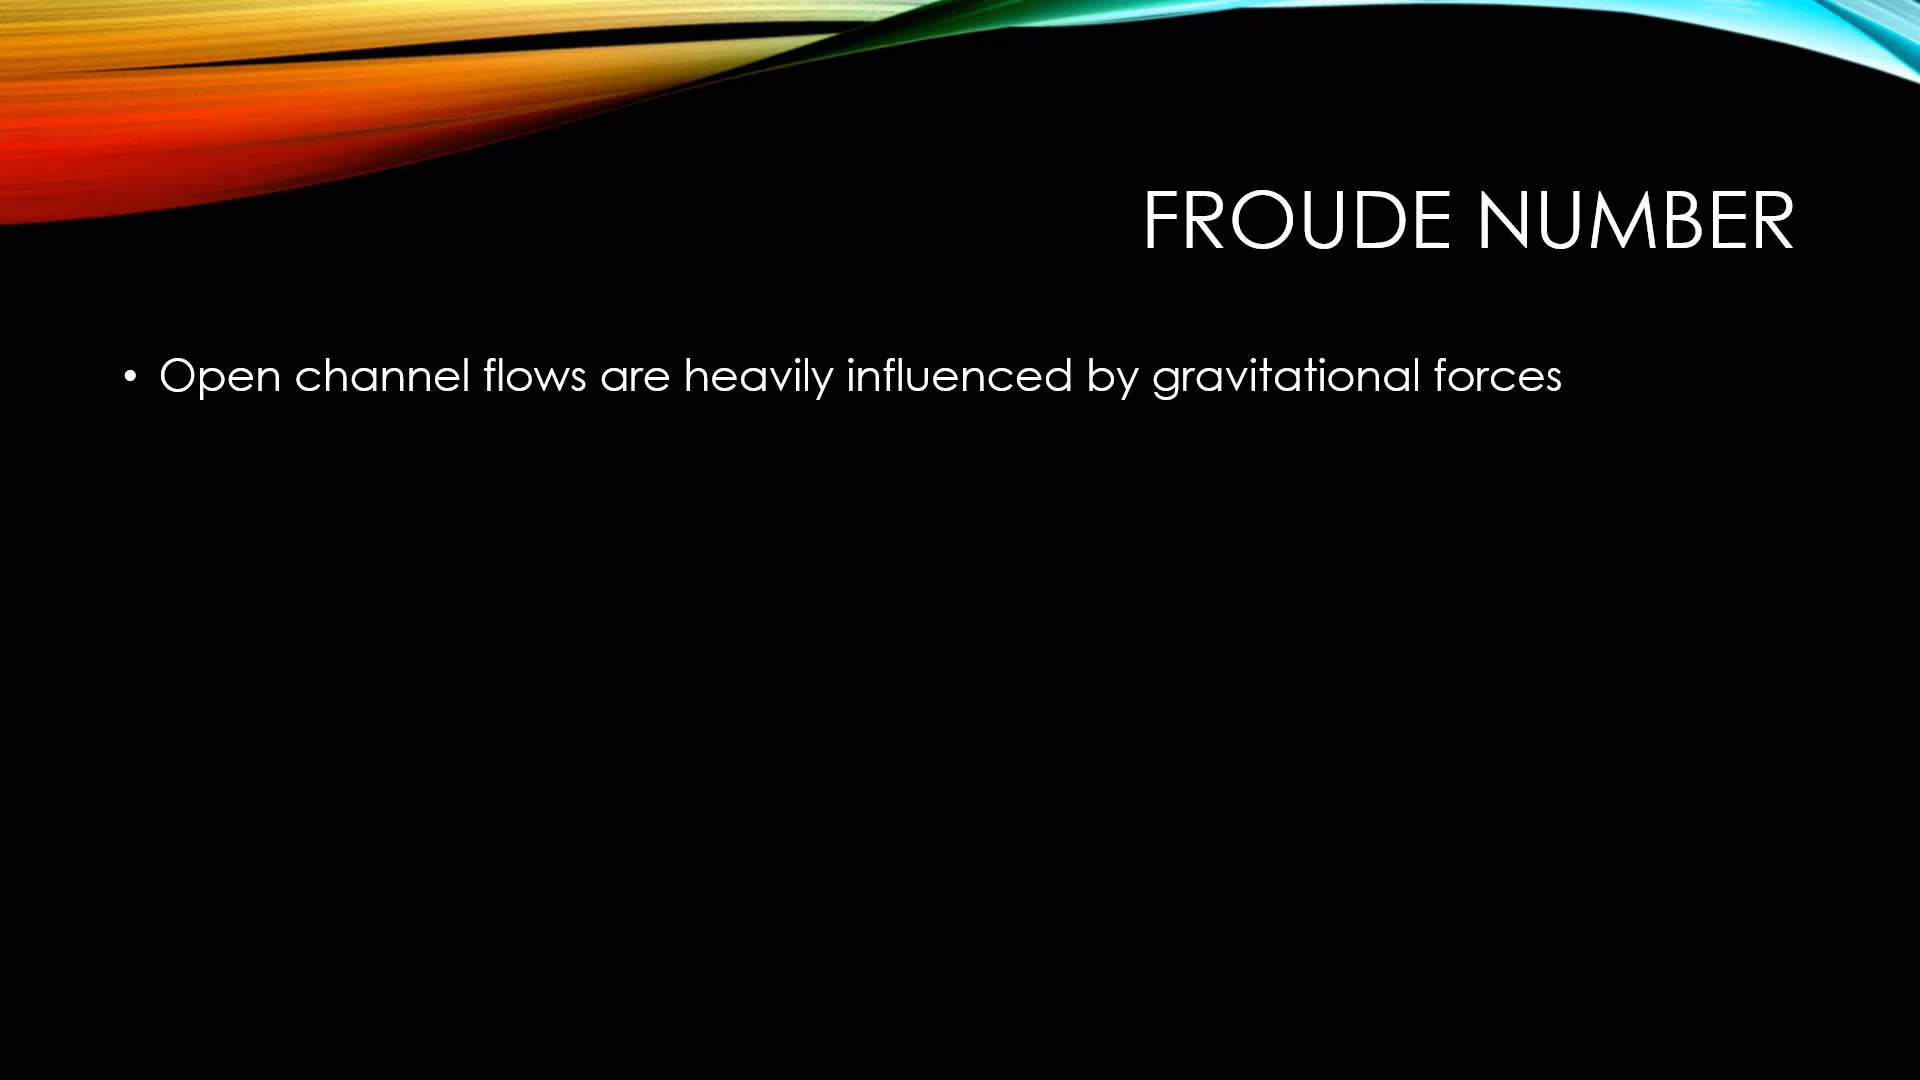 FROUDE NUMBER
• Open channel flows are heavily influenced by gravitational forces